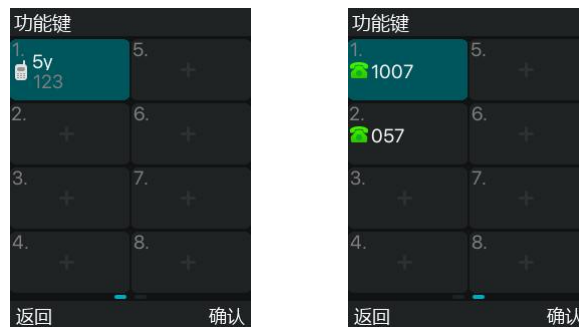 功能键
1. 5y 123 5.
2. 6.
3. 7.
4. 8.
返回 确认
功能键
1. 1007 5.
2. 057 6.
3. 7.
4. 8.
返回 确认